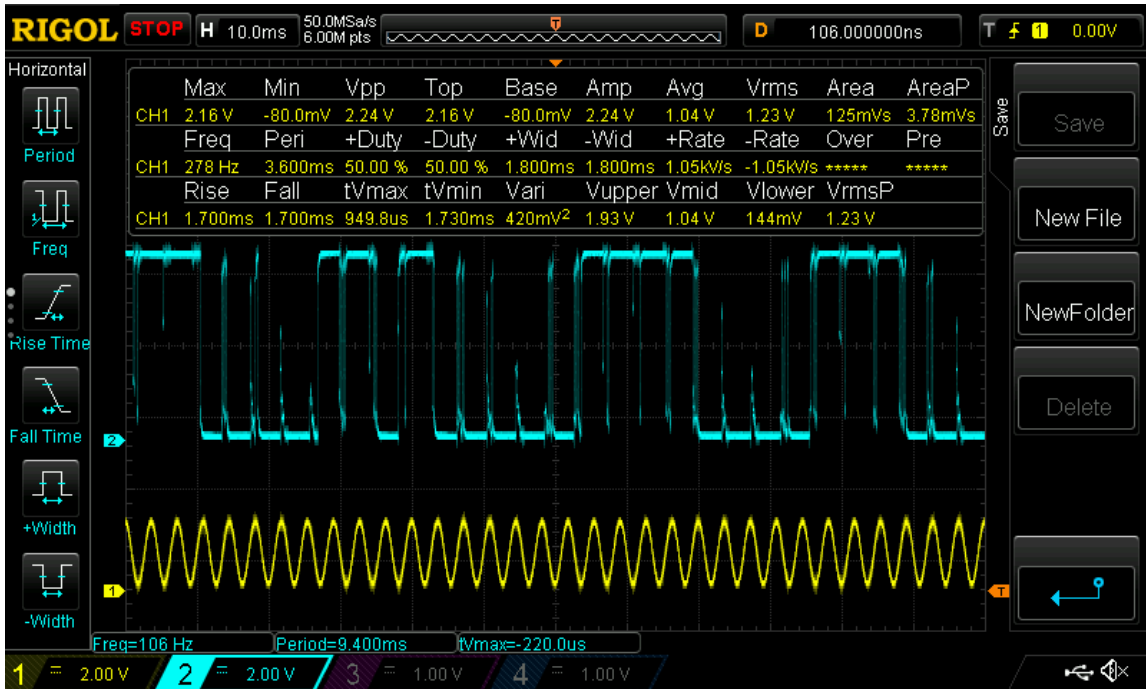 RIGOL STOP H 10.0ms 50.0MSa/s 6.00M pts T D 106.000000ns T 1 0.00V
Horizontal
Period
Freq
Rise Time
Fall Time
+Width
-Width
Max Min Vpp Top Base Amp Avg Vrms Area AreaP
CH1 2.16 V -80.0mV 2.24 V 2.16 V -80.0mV 2.24 V 1.04 V 1.23 V 125mVs 3.78mVs
Freq Peri +Duty -Duty +Wid -Wid +Rate -Rate Over Pre
CH1 278 Hz 3.600ms 50.00 % 50.00 % 1.800ms 1.800ms 1.05kV/s -1.05kV/s ***** *****
Rise Fall tVmax tVmin Vari Vupper Vmid Vlower VrmsP
CH1 1.700ms 1.700ms 949.8us 1.730ms 420mV² 1.93 V 1.04 V 144mV 1.23 V
2
1
T
Save
Save
New File
NewFolder
Delete
Freq=106 Hz Period=9.400ms tVmax=-220.0us
1 = 2.00 V 2 = 2.00 V 3 = 1.00 V 4 = 1.00 V